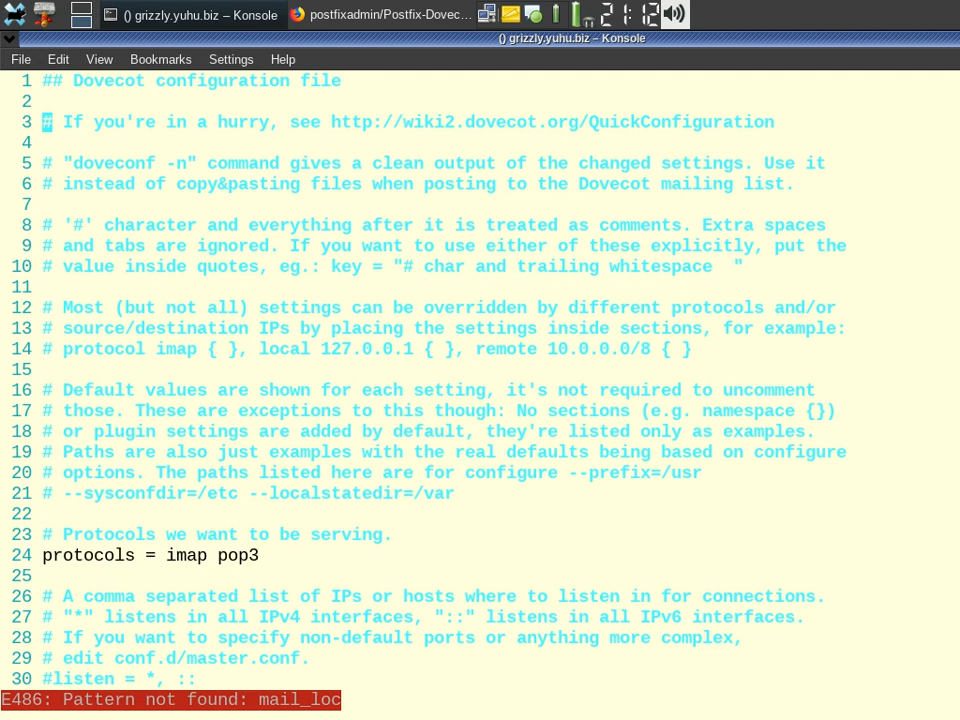 () grizzly.yuhu.biz – Konsole
postfixadmin/Postfix-Dovec...
21:12
() grizzly.yuhu.biz – Konsole
File Edit View Bookmarks Settings Help
1 ## Dovecot configuration file
2
3 # If you're in a hurry, see http://wiki2.dovecot.org/QuickConfiguration
4
5 # "doveconf -n" command gives a clean output of the changed settings. Use it
6 # instead of copy&pasting files when posting to the Dovecot mailing list.
7
8 # '#' character and everything after it is treated as comments. Extra spaces
9 # and tabs are ignored. If you want to use either of these explicitly, put the
10 # value inside quotes, eg.: key = "# char and trailing whitespace  "
11
12 # Most (but not all) settings can be overridden by different protocols and/or
13 # source/destination IPs by placing the settings inside sections, for example:
14 # protocol imap { }, local 127.0.0.1 { }, remote 10.0.0.0/8 { }
15
16 # Default values are shown for each setting, it's not required to uncomment
17 # those. These are exceptions to this though: No sections (e.g. namespace {})
18 # or plugin settings are added by default, they're listed only as examples.
19 # Paths are also just examples with the real defaults being based on configure
20 # options. The paths listed here are for configure --prefix=/usr
21 # --sysconfdir=/etc --localstatedir=/var
22
23 # Protocols we want to be serving.
24 protocols = imap pop3
25
26 # A comma separated list of IPs or hosts where to listen in for connections.
27 # "*" listens in all IPv4 interfaces, "::" listens in all IPv6 interfaces.
28 # If you want to specify non-default ports or anything more complex,
29 # edit conf.d/master.conf.
30 #listen = *, ::
E486: Pattern not found: mail_loc